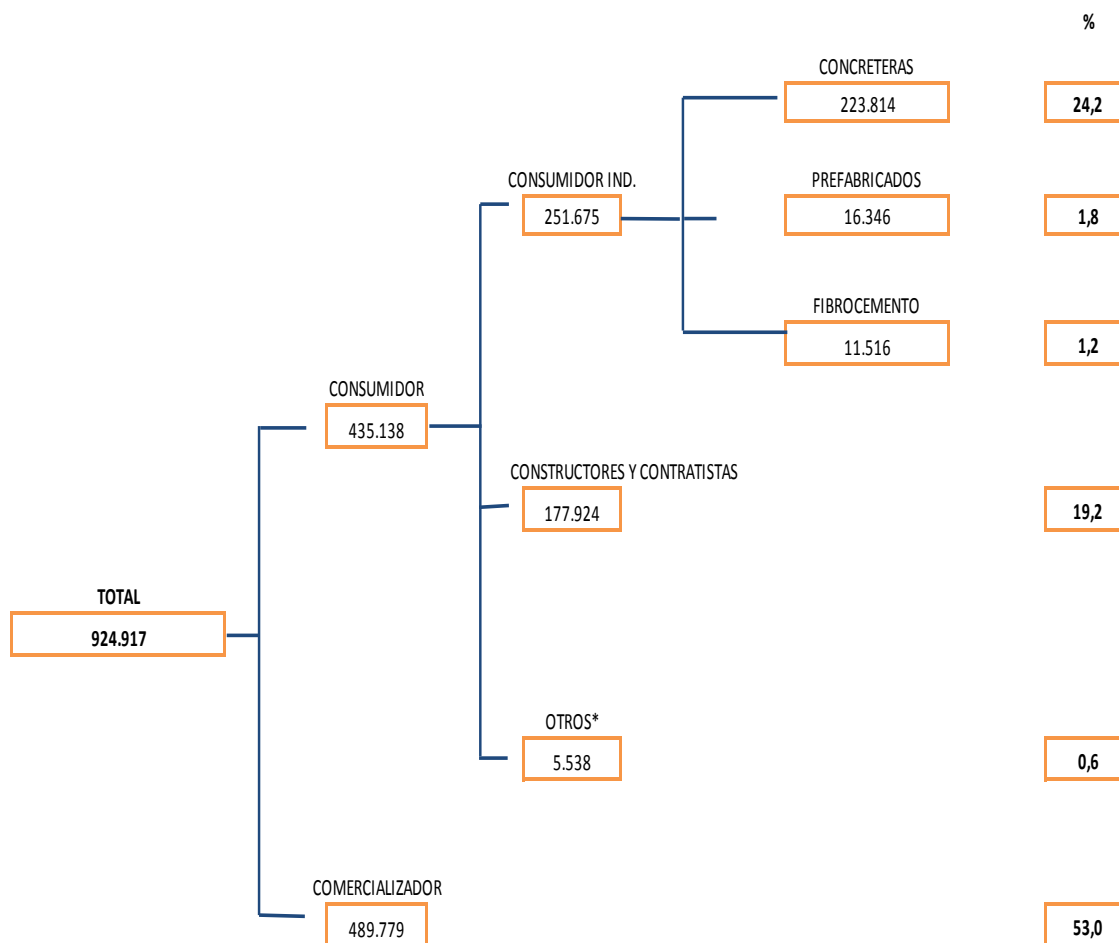 %
CONCRETERAS
223.814
24,2
CONSUMIDOR IND.
251.675
PREFABRICADOS
16.346
1,8
FIBROCEMENTO
11.516
1,2
CONSUMIDOR
435.138
CONSTRUCTORES Y CONTRATISTAS
177.924
19,2
TOTAL
924.917
OTROS*
5.538
0,6
COMERCIALIZADOR
489.779
53,0